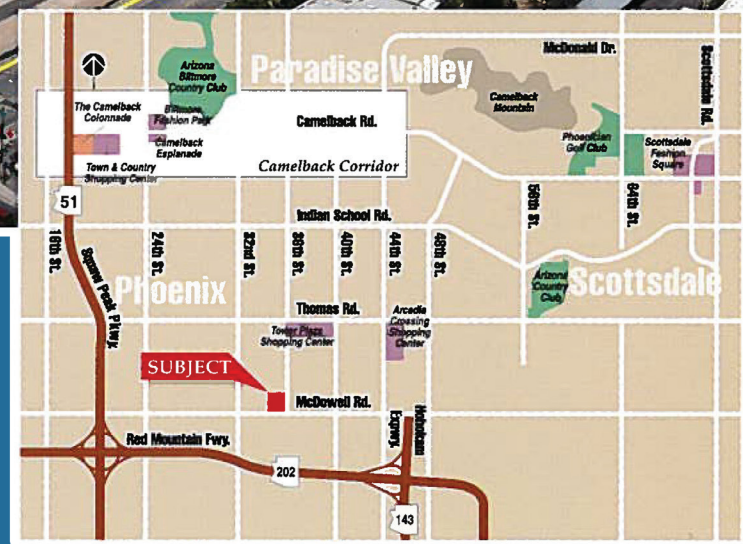 McDonald Dr.
Scottsdale Rd.
Arizona
Biltmore
Country Club
Paradise Valley
Camelback
Mountain
The Camelback
Colonnade
Biltmore
Fashion Park
Camelback Rd.
Phoenician
Golf Club
Scottsdale
Fashion
Square
Camelback
Esplanade
Town & Country
Shopping Center
Camelback Corridor
51
Indian School Rd.
16th St.
24th St.
32nd St.
36th St.
40th St.
44th St.
48th St.
56th St.
64th St.
Squaw Peak Pkwy.
Phoenix
Arizona
Country
Club
Scottsdale
Thomas Rd.
Tower Plaza
Shopping Center
Arcadia
Crossing
Shopping
Center
SUBJECT
McDowell Rd.
Hohokam
Expwy.
Red Mountain Fwy.
202
143